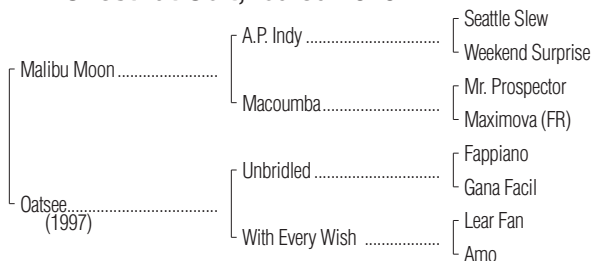 Malibu Moon
Oatsee
(1997)
A.P. Indy
Macoumba
Unbridled
With Every Wish
Seattle Slew
Weekend Surprise
Mr. Prospector
Maximova (FR)
Fappiano
Gana Facil
Lear Fan
Amo